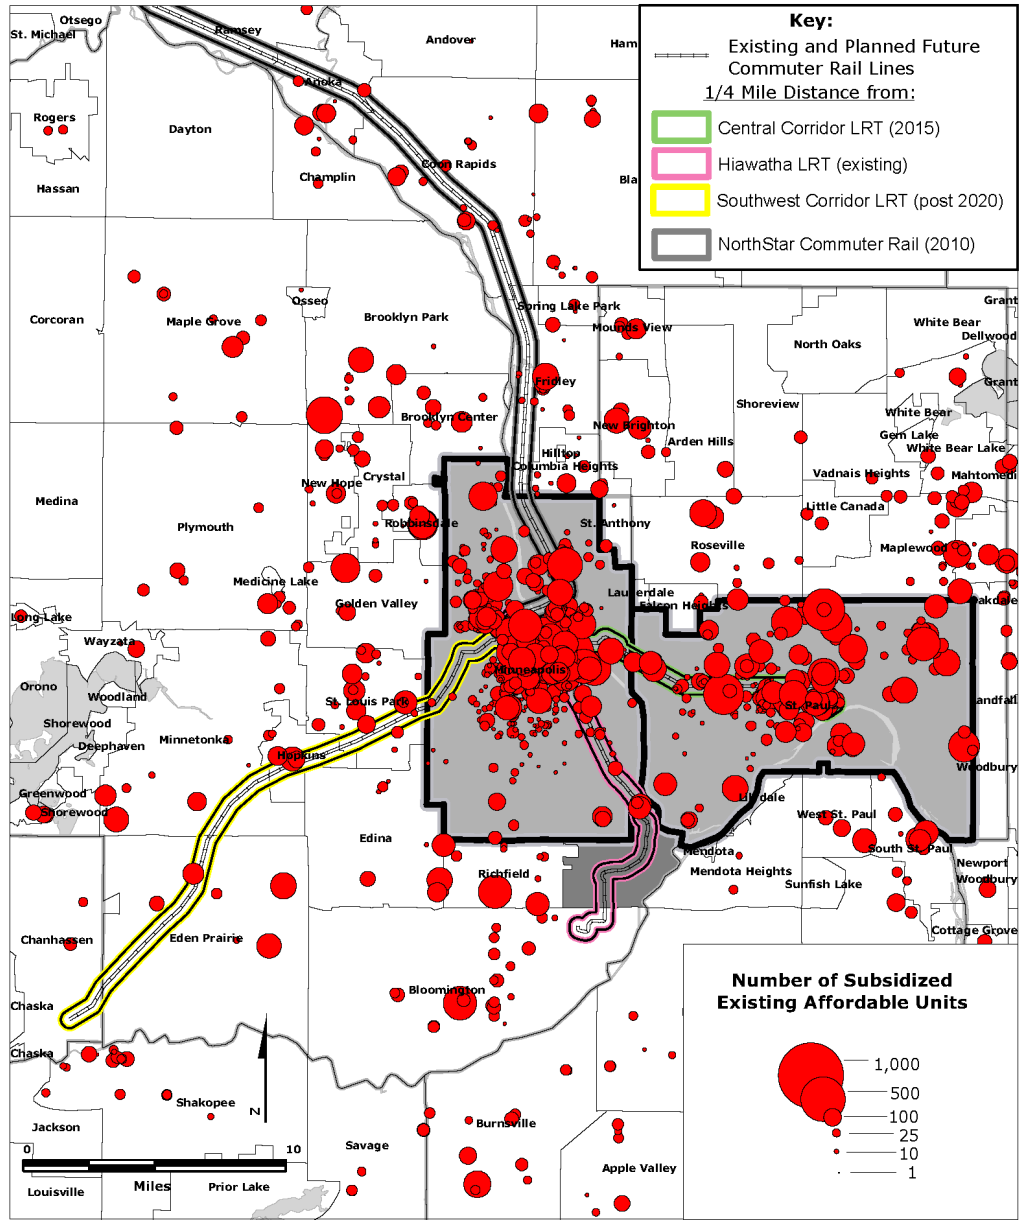 Otsego
St. Michael
Ramsey
Andover
Ham
Key:
Existing and Planned Future
Commuter Rail Lines
1/4 Mile Distance from:
Central Corridor LRT (2015)
Hiawatha LRT (existing)
Southwest Corridor LRT (post 2020)
NorthStar Commuter Rail (2010)
Anoka
Rogers
Dayton
Coon Rapids
Champlin
Bla
Hassan
Osseo
Spring Lake Park
Grant
Corcoran
Maple Grove
Brooklyn Park
Mounds View
White Bear
Dellwood
North Oaks
Fridley
Grant
Shoreview
Brooklyn Center
New Brighton
White Bear
Arden Hills
Gem Lake
White Bear Lake
Hilltop
Columbia Heights
Crystal
New Hope
Vadnais Heights
Mahtomedi
Medina
Plymouth
Robbinsdale
St. Anthony
Little Canada
Roseville
Maplewood
Medicine Lake
Lauderdale
Falcon Heights
Oakdale
Long Lake
Golden Valley
Wayzata
Minneapolis
Orono
Woodland
St. Louis Park
St. Paul
Landfall
Shorewood
Deephaven
Minnetonka
Hopkins
Woodbury
Greenwood
Shorewood
Lilydale
West St. Paul
Edina
Mendota
South St. Paul
Richfield
Mendota Heights
Newport
Sunfish Lake
Woodbury
Chanhassen
Eden Prairie
Cottage Grove
Chaska
Bloomington
Number of Subsidized
Existing Affordable Units
1,000
500
100
25
10
1
Chaska
Shakopee
N
Jackson
Burnsville
Savage
Apple Valley
0
10
Miles
Louisville
Prior Lake